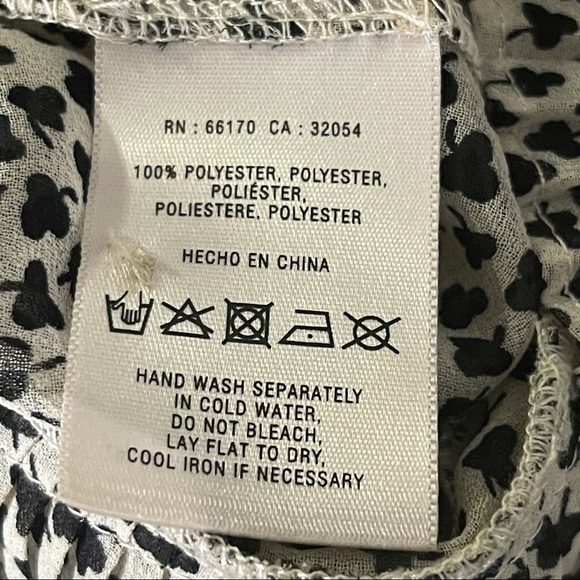 RN : 66170 CA : 32054
100% POLYESTER, POLYESTER,
POLIÉSTER,
POLIESTERE, POLYESTER
HECHO EN CHINA
HAND WASH SEPARATELY
IN COLD WATER,
DO NOT BLEACH,
LAY FLAT TO DRY,
COOL IRON IF NECESSARY